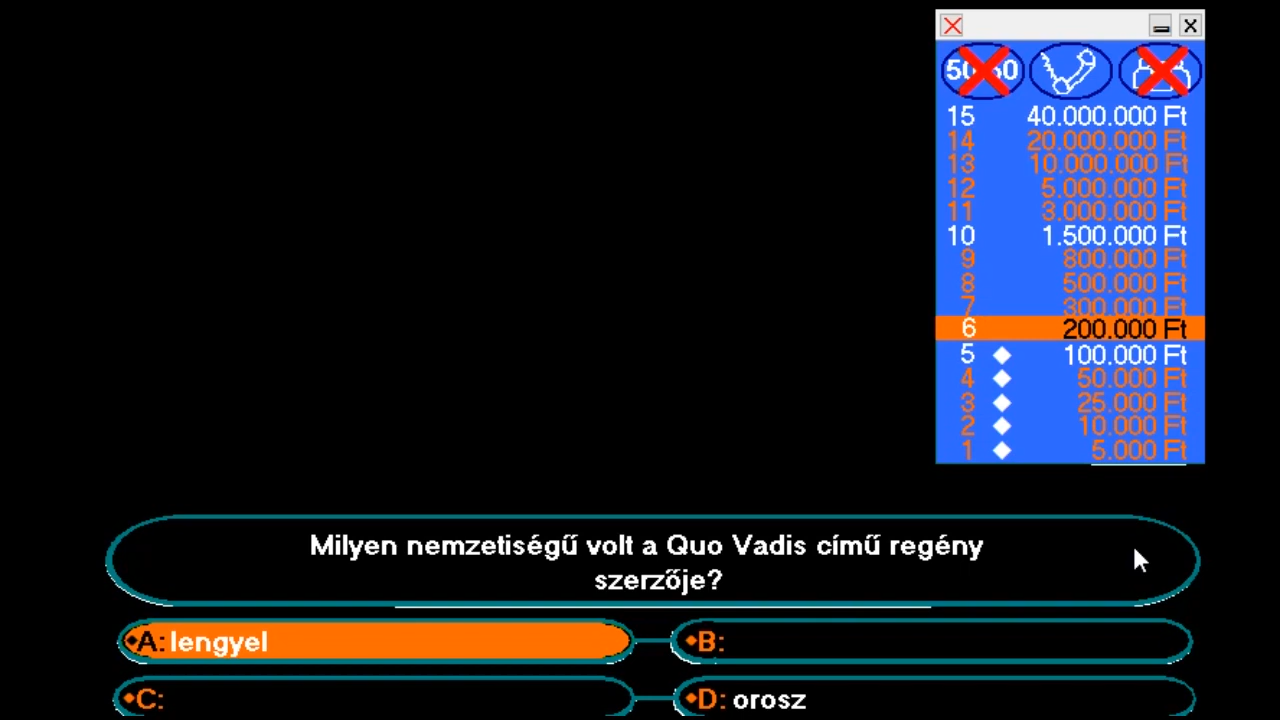 50:50
15 40.000.000 Ft
14 20.000.000 Ft
13 10.000.000 Ft
12 5.000.000 Ft
11 3.000.000 Ft
10 1.500.000 Ft
9 800.000 Ft
8 500.000 Ft
7 300.000 Ft
6 200.000 Ft
5 100.000 Ft
4 50.000 Ft
3 25.000 Ft
2 10.000 Ft
1 5.000 Ft
Milyen nemzetiségű volt a Quo Vadis című regény
szerzője?
A: lengyel
B:
C:
D: orosz